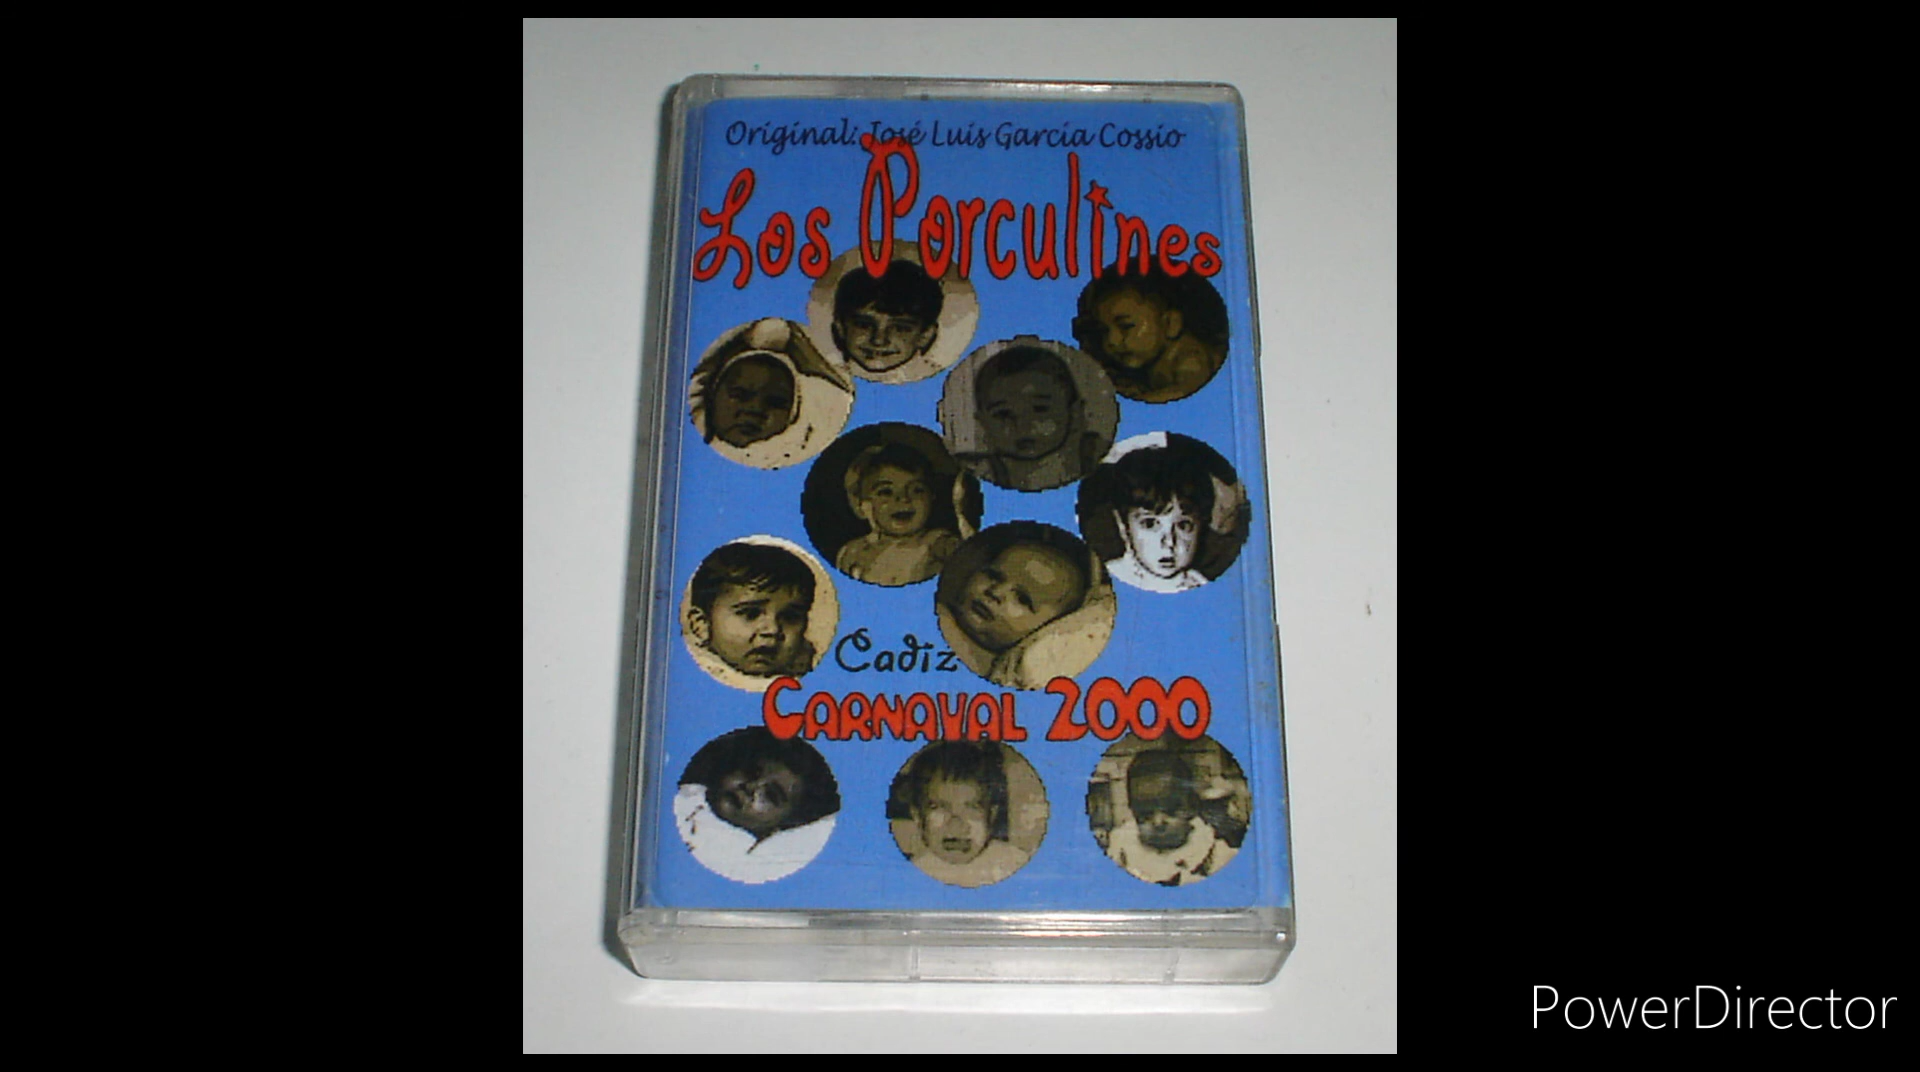 Original: José Luis García Cossio
Los Porculines
Cadiz
CARNAVAL 2000
PowerDirector